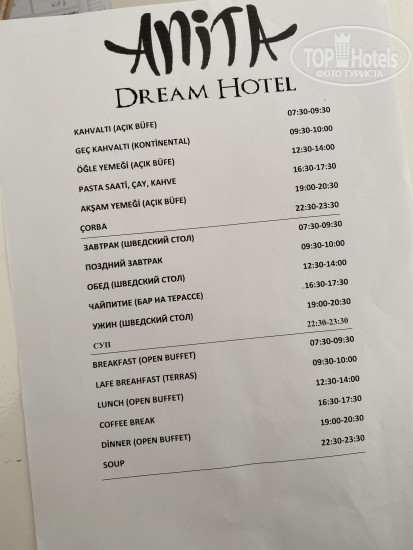 ANiTA
DREAM HOTEL
TOPHotels
ФОТО ТУРИСТА
KAHVALTI (AÇIK BÜFE) 07:30-09:30
GEÇ KAHVALTI (KONTİNENTAL) 09:30-10:00
ÖĞLE YEMEĞİ (AÇIK BÜFE) 12:30-14:00
PASTA SAATİ, ÇAY, KAHVE 16:30-17:30
AKŞAM YEMEĞİ (AÇIK BÜFE) 19:00-20:30
ÇORBA 22:30-23:30
ЗАВТРАК (ШВЕДСКИЙ СТОЛ) 07:30-09:30
ПОЗДНИЙ ЗАВТРАК 09:30-10:00
ОБЕД (ШВЕДСКИЙ СТОЛ) 12:30-14:00
ЧАЙПИТИЕ (БАР НА ТЕРАССЕ) 16:30-17:30
УЖИН (ШВЕДСКИЙ СТОЛ) 19:00-20:30
СУП 22:30-23:30
BREAKFAST (OPEN BUFFET) 07:30-09:30
LAFE BREAHFAST (TERRAS) 09:30-10:00
LUNCH (OPEN BUFFET) 12:30-14:00
COFFEE BREAK 16:30-17:30
DİNNER (OPEN BUFFET) 19:00-20:30
SOUP 22:30-23:30